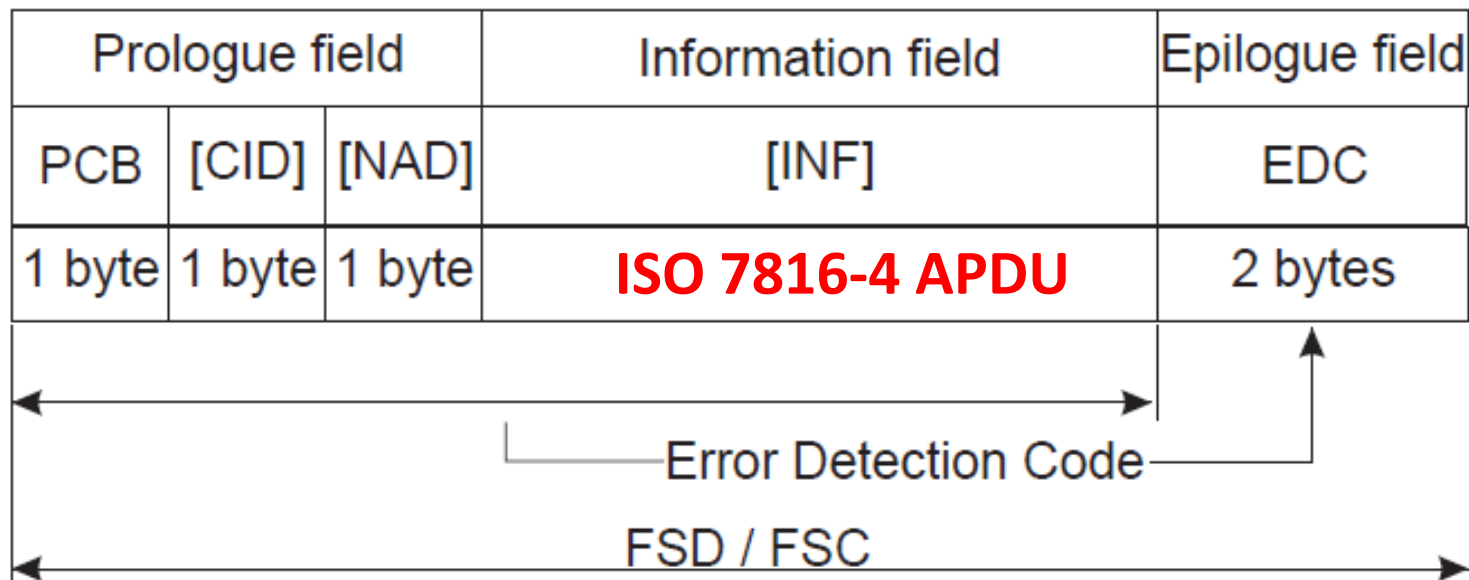 Prologue field Information field Epilogue field
PCB [CID] [NAD] [INF] EDC
1 byte 1 byte 1 byte ISO 7816-4 APDU 2 bytes
Error Detection Code
FSD / FSC